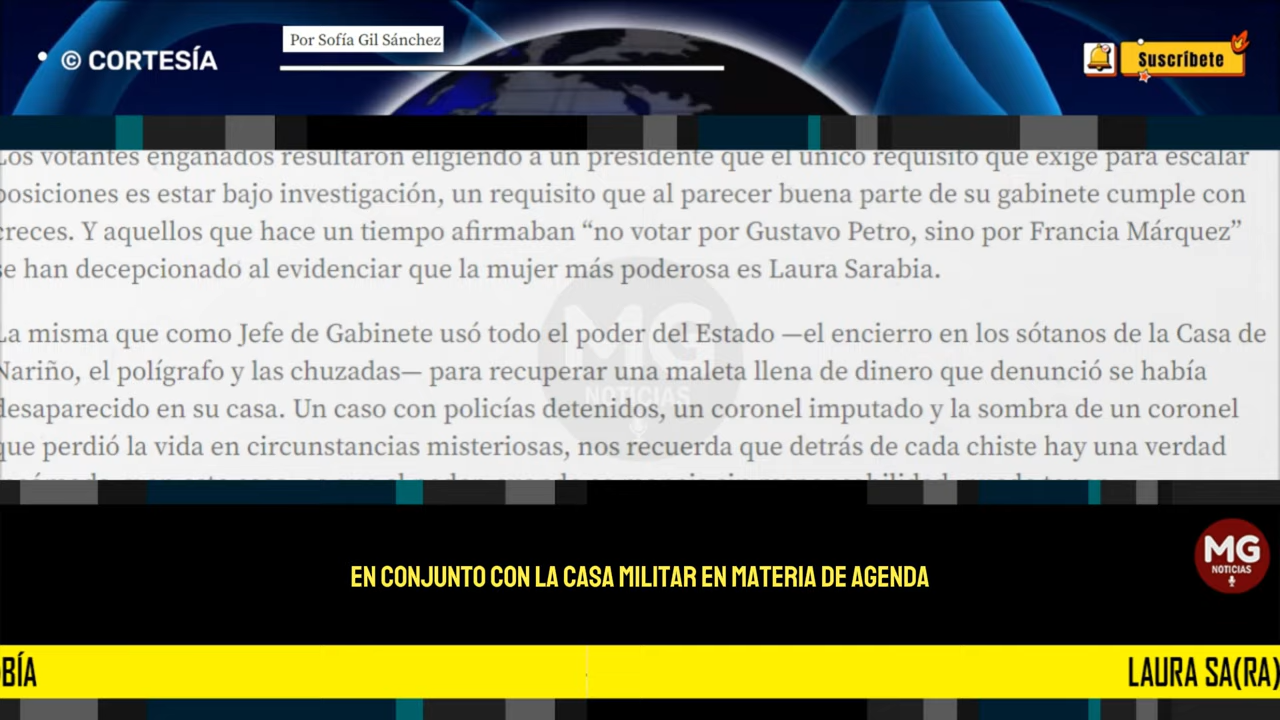 Por Sofía Gil Sánchez
© CORTESÍA
Suscríbete
Los votantes engañados resultaron eligiendo a un presidente que el único requisito que exige para escalar
posiciones es estar bajo investigación, un requisito que al parecer buena parte de su gabinete cumple con
creces. Y aquellos que hace un tiempo afirmaban “no votar por Gustavo Petro, sino por Francia Márquez”
se han decepcionado al evidenciar que la mujer más poderosa es Laura Sarabia.
La misma que como Jefe de Gabinete usó todo el poder del Estado —el encierro en los sótanos de la Casa de
Nariño, el polígrafo y las chuzadas— para recuperar una maleta llena de dinero que denunció se había
desaparecido en su casa. Un caso con policías detenidos, un coronel imputado y la sombra de un coronel
que perdió la vida en circunstancias misteriosas, nos recuerda que detrás de cada chiste hay una verdad
MG
NOTICIAS
EN CONJUNTO CON LA CASA MILITAR EN MATERIA DE AGENDA
MG
NOTICIAS
BÍA
LAURA SA(RA)